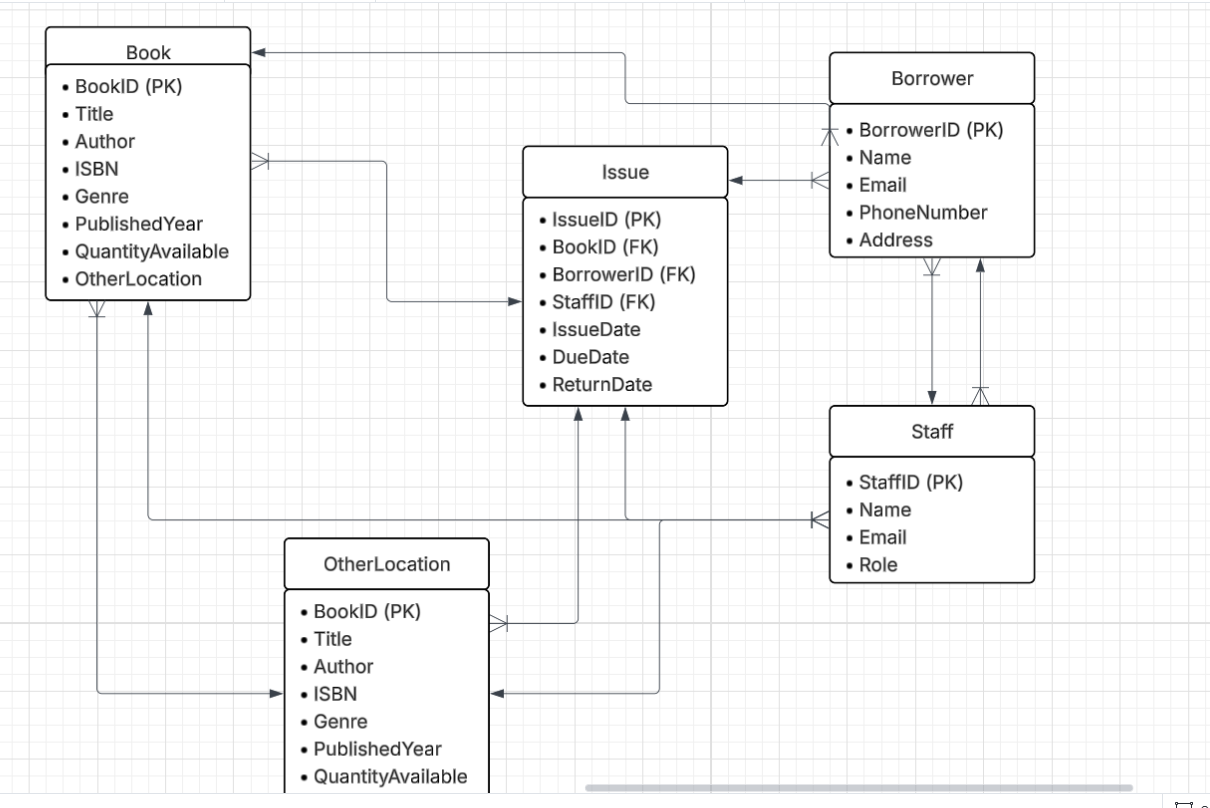 Book
• BookID (PK)
• Title
• Author
• ISBN
• Genre
• PublishedYear
• QuantityAvailable
• OtherLocation
Issue
• IssueID (PK)
• BookID (FK)
• BorrowerID (FK)
• StaffID (FK)
• IssueDate
• DueDate
• ReturnDate
Borrower
• BorrowerID (PK)
• Name
• Email
• PhoneNumber
• Address
Staff
• StaffID (PK)
• Name
• Email
• Role
OtherLocation
• BookID (PK)
• Title
• Author
• ISBN
• Genre
• PublishedYear
• QuantityAvailable